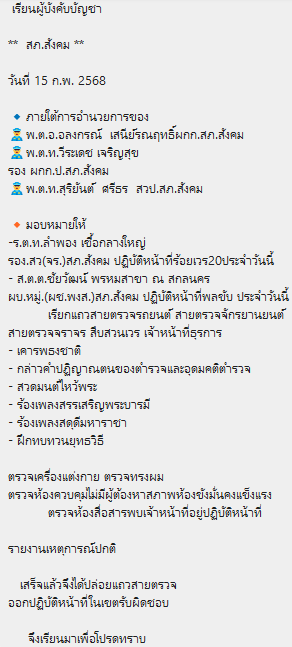 เรียนผู้บังคับบัญชา
** สภ.สังคม **
วันที่ 15 ก.พ. 2568
🔹ภายใต้การอำนวยการของ
👮พ.ต.อ.อลงกรณ์ เสนีย์รณฤทธิ์ผกก.สภ.สังคม
👮พ.ต.ท.วีระเดช เจริญสุข
รอง ผกก.ป.สภ.สังคม
👮พ.ต.ท.สุริยันต์ ศรีธร สวป.สภ.สังคม
🔸มอบหมายให้
-ร.ต.ท.ลำพอง เชื้อกลางใหญ่
รอง.สว(จร.)สภ.สังคม ปฏิบัติหน้าที่ร้อยเวร20ประจำวันนี้
- ส.ต.ต.ชัยวัฒน์ พรหมสาขา ณ สกลนคร
ผบ.หมู่.(ผช.พงส.)สภ.สังคม ปฏิบัติหน้าที่พลขับ ประจำวันนี้
เรียกแถวสายตรวจรถยนต์ สายตรวจจักรยานยนต์
สายตรวจจราจร สิบสวนเวร เจ้าหน้าที่ธุรการ
- เคารพธงชาติ
- กล่าวคำปฏิญาณตนของตำรวจและอุดมคติตำรวจ
- สวดมนต์ไหว้พระ
- ร้องเพลงสรรเสริญพระบารมี
- ร้องเพลงสดุดีมหาราชา
- ฝึกทบทวนยุทธวิธี
ตรวจเครื่องแต่งกาย ตรวจทรงผม
ตรวจห้องควบคุมไม่มีผู้ต้องหาสภาพห้องขังมั่นคงแข็งแรง
ตรวจห้องสื่อสารพบเจ้าหน้าที่อยู่ปฏิบัติหน้าที่
รายงานเหตุการณ์ปกติ
เสร็จแล้วจึงได้ปล่อยแถวสายตรวจ
ออกปฏิบัติหน้าที่ในเขตรับผิดชอบ
จึงเรียนมาเพื่อโปรดทราบ